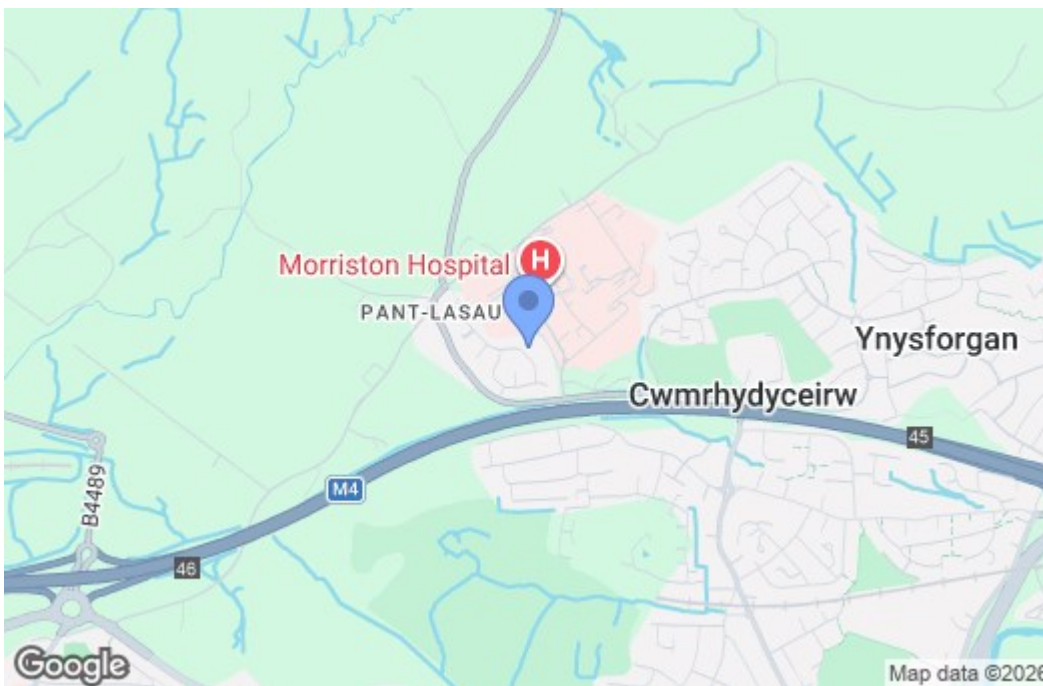 Morriston Hospital
H
PANT-LASAU
Ynysforgan
Cwmrhydyceirw
45
B4489
M4
46
Google
Map data ©2026